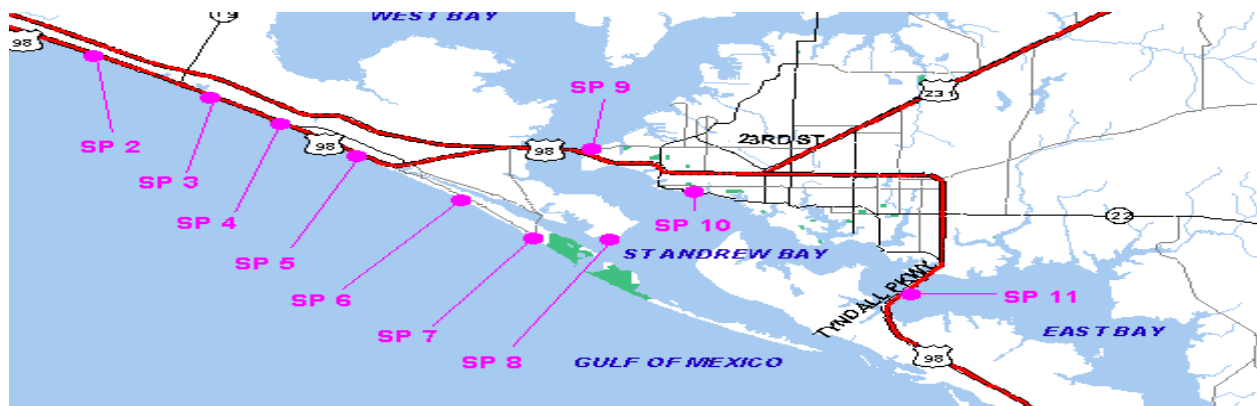 WEST BAY
19
98
SP 2
SP 3
SP 4
98
SP 5
SP 6
SP 7
SP 8
SP 9
98
231
23RD ST
SP 10
22
ST ANDREW BAY
TYNDALL PKWY
SP 11
EAST BAY
GULF OF MEXICO
98